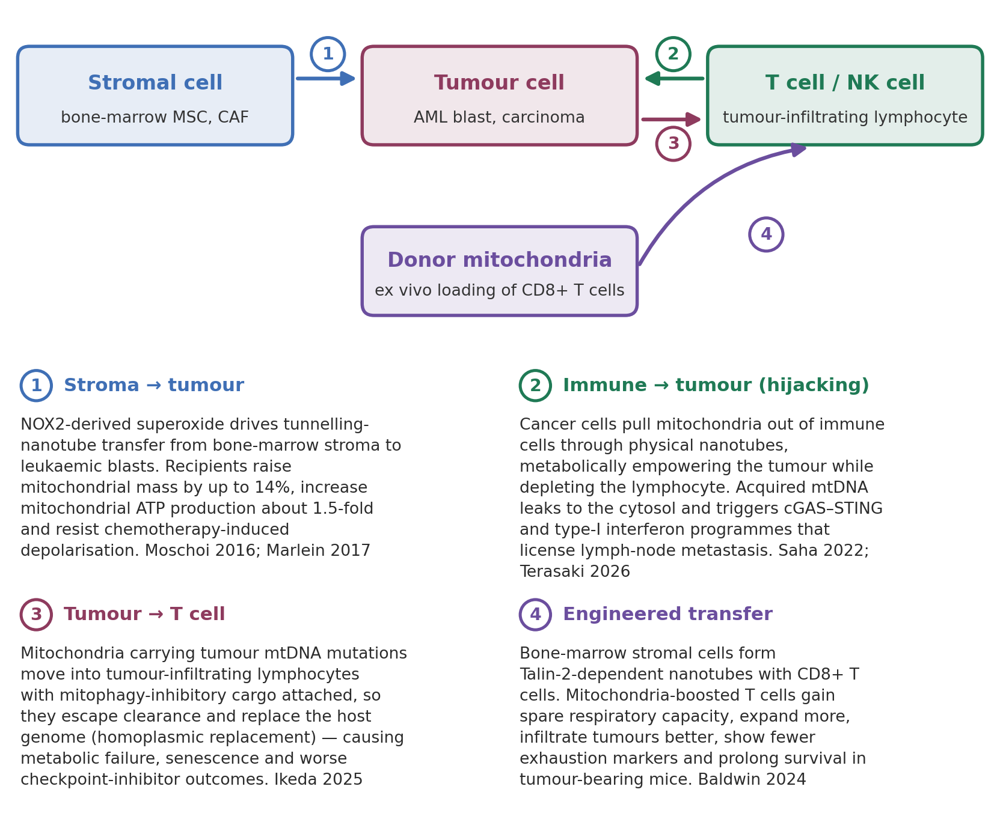 1
2
Stromal cell
bone-marrow MSC, CAF
Tumour cell
AML blast, carcinoma
T cell / NK cell
tumour-infiltrating lymphocyte
3
4
Donor mitochondria
ex vivo loading of CD8+ T cells
1 Stroma → tumour
NOX2-derived superoxide drives tunnelling-
nanotube transfer from bone-marrow stroma to
leukaemic blasts. Recipients raise
mitochondrial mass by up to 14%, increase
mitochondrial ATP production about 1.5-fold
and resist chemotherapy-induced
depolarisation. Moschoi 2016; Marlein 2017
2 Immune → tumour (hijacking)
Cancer cells pull mitochondria out of immune
cells through physical nanotubes,
metabolically empowering the tumour while
depleting the lymphocyte. Acquired mtDNA
leaks to the cytosol and triggers cGAS–STING
and type-I interferon programmes that
license lymph-node metastasis. Saha 2022;
Terasaki 2026
3 Tumour → T cell
Mitochondria carrying tumour mtDNA mutations
move into tumour-infiltrating lymphocytes
with mitophagy-inhibitory cargo attached, so
they escape clearance and replace the host
genome (homoplasmic replacement) — causing
metabolic failure, senescence and worse
checkpoint-inhibitor outcomes. Ikeda 2025
4 Engineered transfer
Bone-marrow stromal cells form
Talin-2-dependent nanotubes with CD8+ T
cells. Mitochondria-boosted T cells gain
spare respiratory capacity, expand more,
infiltrate tumours better, show fewer
exhaustion markers and prolong survival in
tumour-bearing mice. Baldwin 2024